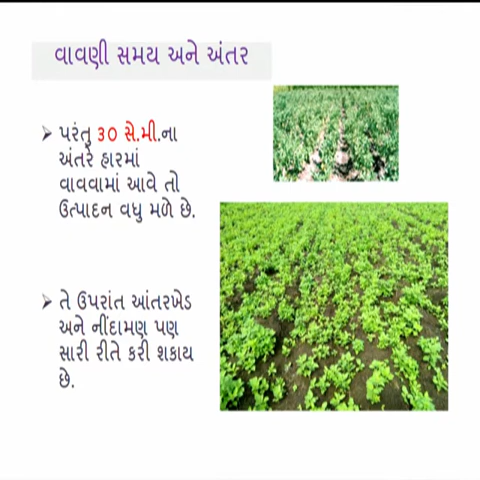 વાવણી સમય અને અંતર
➢ પરંતુ ૩૦ સે.મી.ના
અંતરે હારમાં
વાવવામાં આવે તો
ઉત્પાદન વધુ મળે છે.
➢ તે ઉપરાંત આંતરખેડ
અને નીંદામણ પણ
સારી રીતે કરી શકાય
છે.